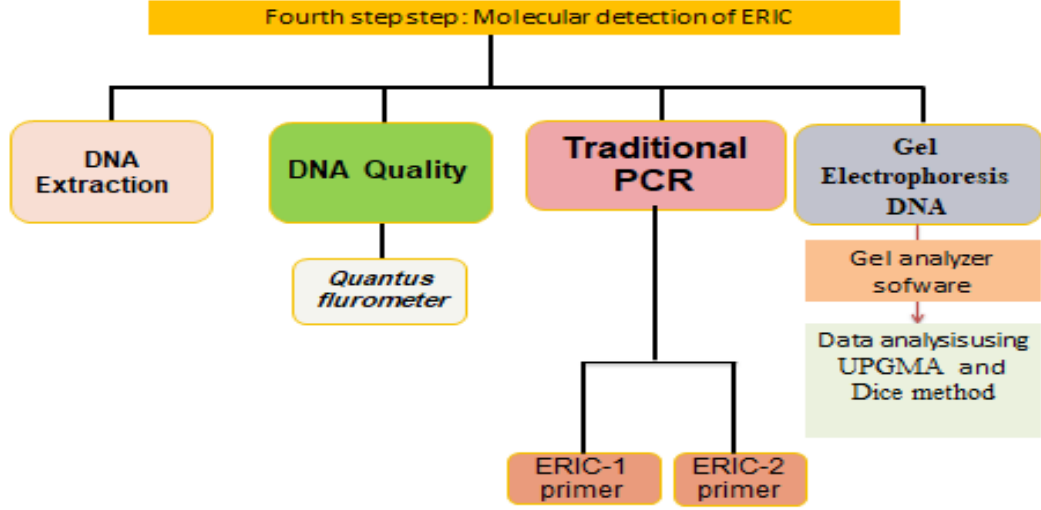 Fourth step step : Molecular detection of ERIC
DNA
Extraction
DNA Quality
Quantus
flurometer
Traditional
PCR
ERIC-1
primer
ERIC-2
primer
Gel
Electrophoresis
DNA
Gel analyzer
sofware
Data analysisusing
UPGMA and
Dice method